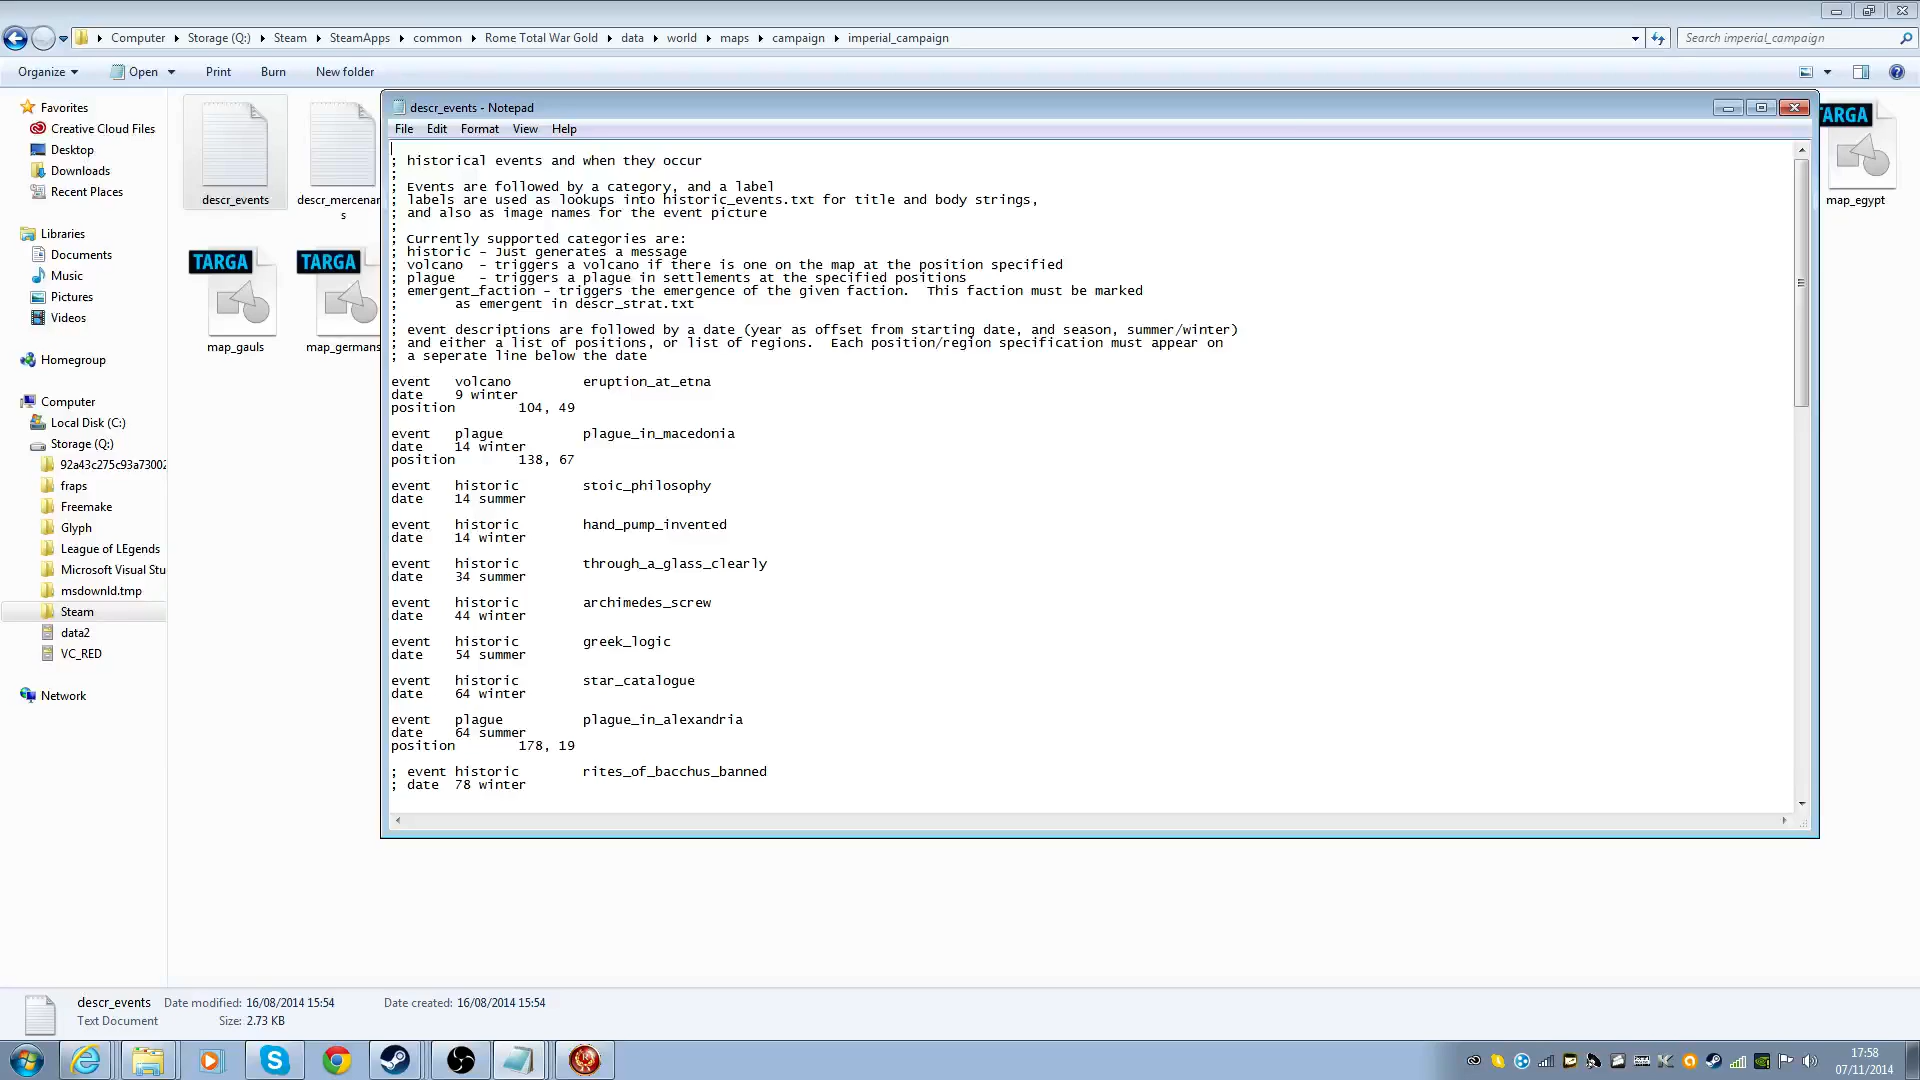 Computer ▸ Storage (Q:) ▸ Steam ▸ SteamApps ▸ common ▸ Rome Total War Gold ▸ data ▸ world ▸ maps ▸ campaign ▸ imperial_campaign
Search imperial_campaign
Organize Open Print Burn New folder
Favorites
Creative Cloud Files
Desktop
Downloads
Recent Places
Libraries
Documents
Music
Pictures
Videos
Homegroup
Computer
Local Disk (C:)
Storage (Q:)
92a43c275c93a73002
fraps
Freemake
Glyph
League of LEgends
Microsoft Visual Stu
msdownld.tmp
Steam
data2
VC_RED
Network
descr_events
descr_mercenar
s
TARGA
map_egypt
TARGA
map_gauls
TARGA
map_germans
descr_events - Notepad
File Edit Format View Help
;
; historical events and when they occur
;
; Events are followed by a category, and a label
; labels are used as lookups into historic_events.txt for title and body strings,
; and also as image names for the event picture
;
; Currently supported categories are:
; historic - Just generates a message
; volcano  - triggers a volcano if there is one on the map at the position specified
; plague   - triggers a plague in settlements at the specified positions
; emergent_faction - triggers the emergence of the given faction.  This faction must be marked
;       as emergent in descr_strat.txt
;
; event descriptions are followed by a date (year as offset from starting date, and season, summer/winter)
; and either a list of positions, or list of regions.  Each position/region specification must appear on
; a seperate line below the date
event volcano eruption_at_etna
date 9 winter
position 104, 49
event plague plague_in_macedonia
date 14 winter
position 138, 67
event historic stoic_philosophy
date 14 summer
event historic hand_pump_invented
date 14 winter
event historic through_a_glass_clearly
date 34 summer
event historic archimedes_screw
date 44 winter
event historic greek_logic
date 54 summer
event historic star_catalogue
date 64 winter
event plague plague_in_alexandria
date 64 summer
position 178, 19
; event historic rites_of_bacchus_banned
; date 78 winter
descr_events Date modified: 16/08/2014 15:54 Date created: 16/08/2014 15:54
Text Document Size: 2.73 KB
17:58
07/11/2014